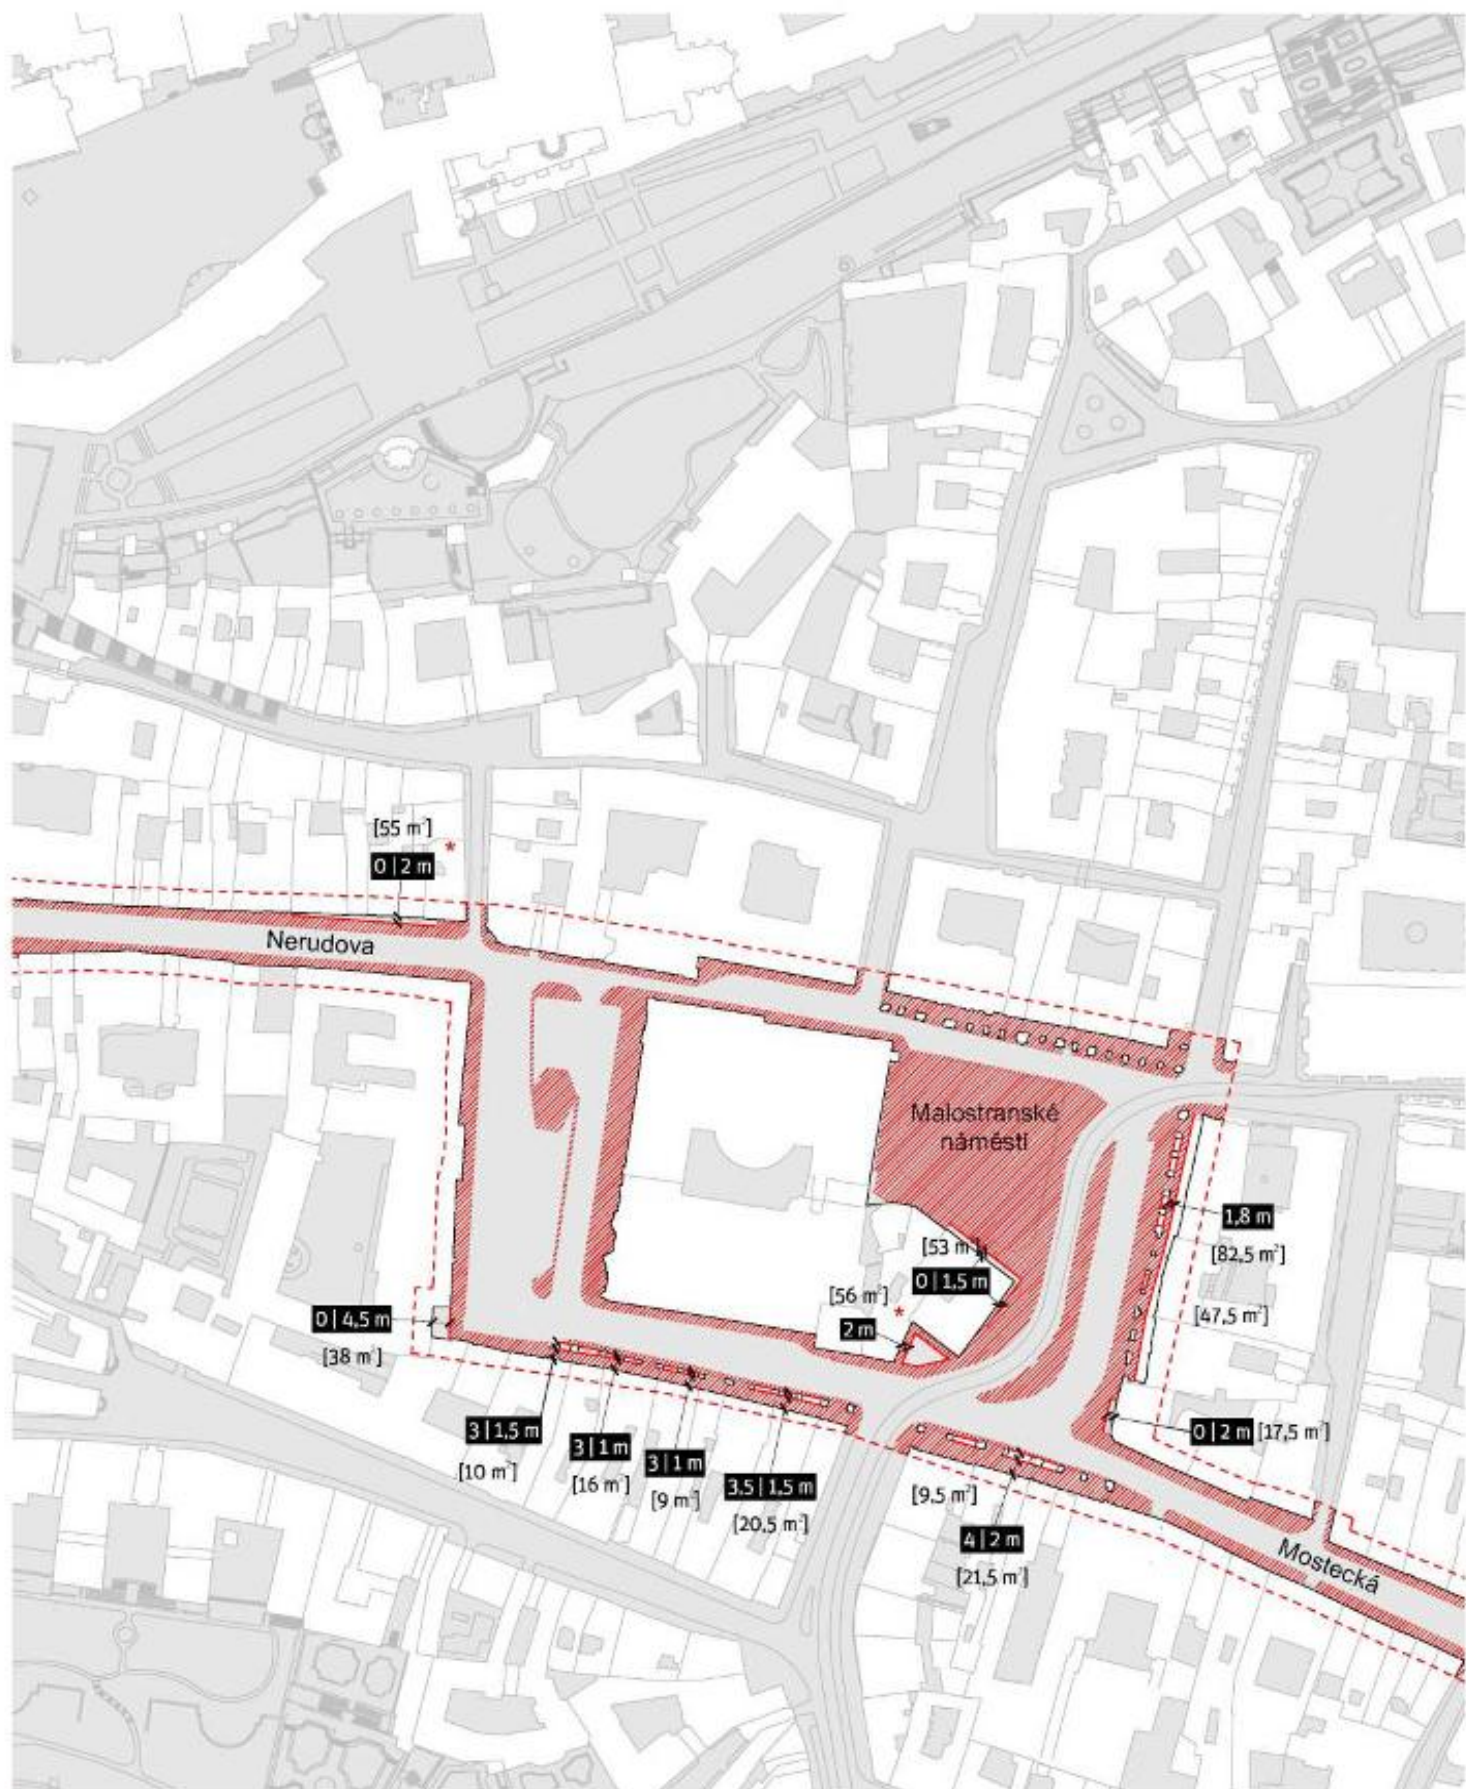 [55 m²]
*
0 | 2 m
Nerudova
Malostranské
náměstí
1,8 m
[82,5 m²]
[53 m²]
0 | 1,5 m
[56 m²]
*
2 m
[47,5 m²]
0 | 4,5 m
[38 m²]
3 | 1,5 m
[10 m²]
3 | 1 m
[16 m²]
3 | 1 m
[9 m²]
3,5 | 1,5 m
[20,5 m²]
0 | 2 m [17,5 m²]
[9,5 m²]
4 | 2 m
[21,5 m²]
Mostecká